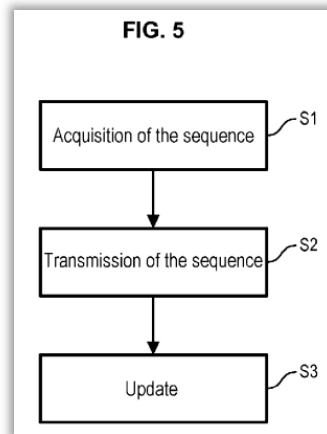 FIG. 5
Acquisition of the sequence
S1
Transmission of the sequence
S2
Update
S3